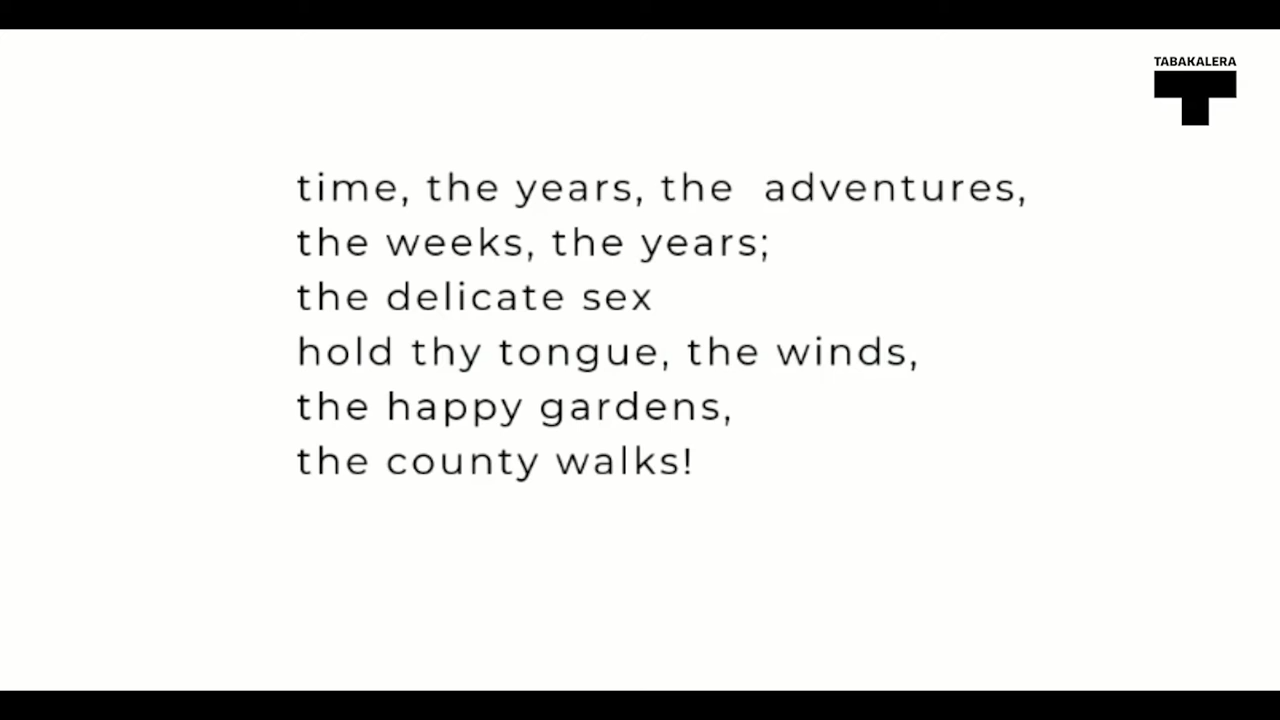 TABAKALERA
time, the years, the  adventures,
the weeks, the years;
the delicate sex
hold thy tongue, the winds,
the happy gardens,
the county walks!